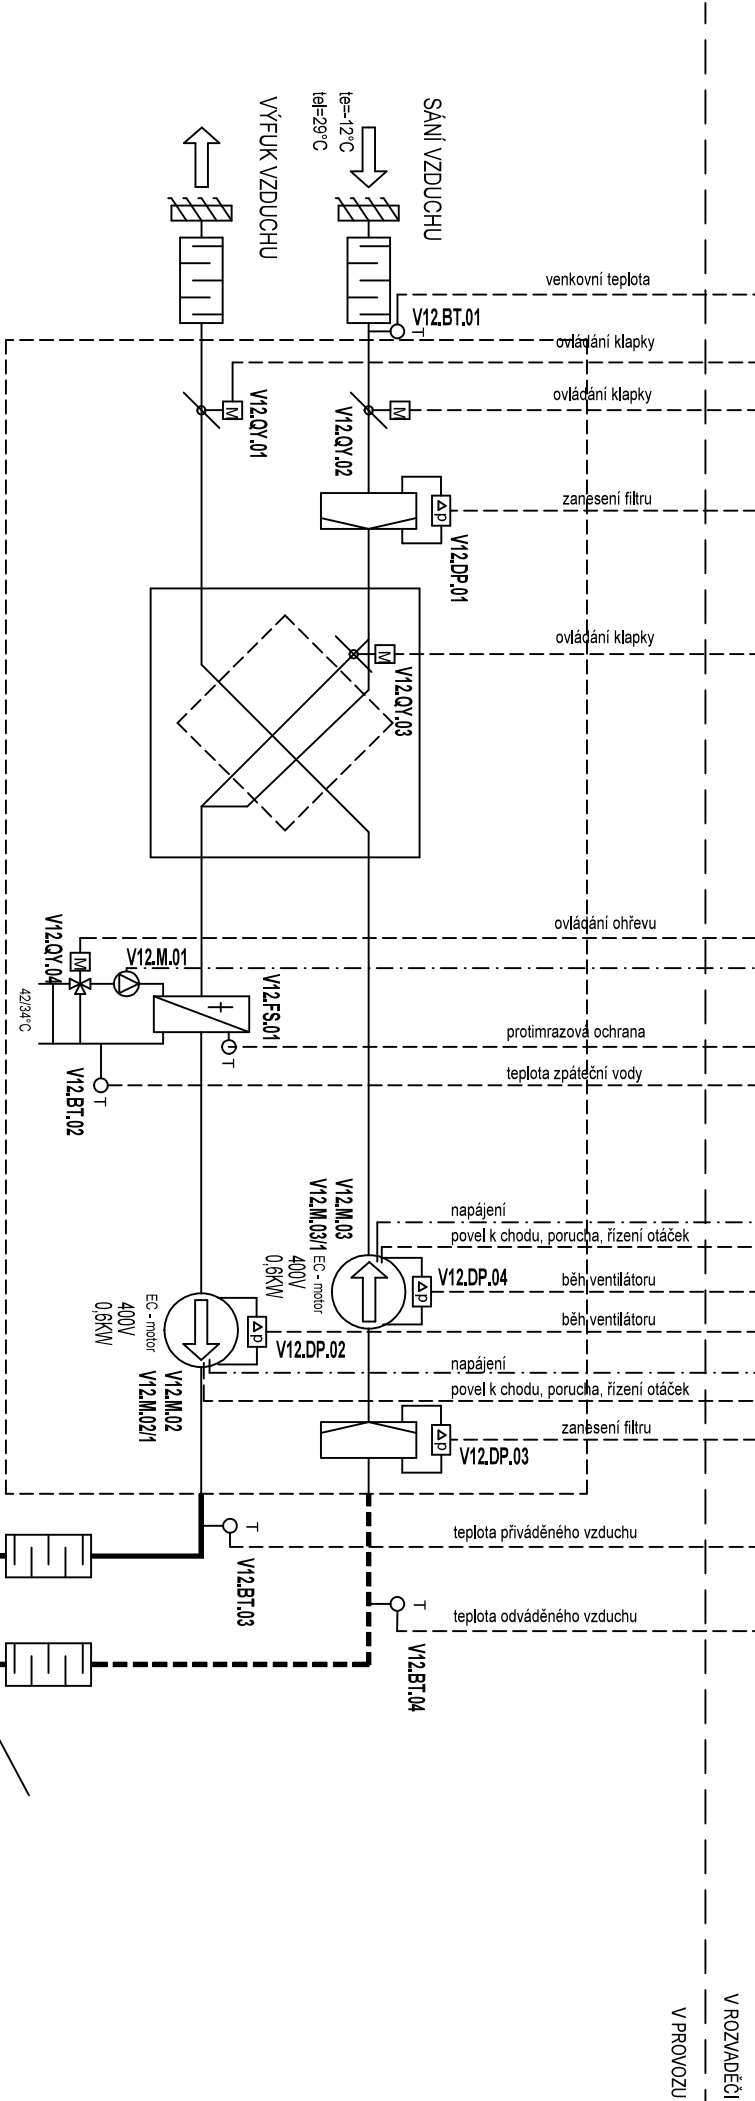 SÁNÍ VZDUCHU
te=-12°C
tel=29°C
VÝFUK VZDUCHU
venkovní teplota
V12.BT.01
T
ovládání klapky
M
V12.QY.01
ovládání klapky
M
V12.QY.02
zanesení filtru
Δp
V12.DP.01
ovládání klapky
M
V12.QY.03
ovládání ohřevu
M
V12.QY.04
V12.M.01
V12.FS.01
+
42/34°C
protimrazová ochrana
T
teplota zpáteční vody
T
V12.BT.02
napájení
povel k chodu, porucha, řízení otáček
V12.M.03
V12.M.03/1
EC - motor
400V
0,6KW
Δp
V12.DP.04
běh ventilátoru
běh ventilátoru
Δp
V12.DP.02
EC - motor
400V
0,6KW
V12.M.02
V12.M.02/1
napájení
povel k chodu, porucha, řízení otáček
zanesení filtru
Δp
V12.DP.03
teplota přiváděného vzduchu
T
V12.BT.03
teplota odváděného vzduchu
T
V12.BT.04
V ROZVADĚČI
V PROVOZU